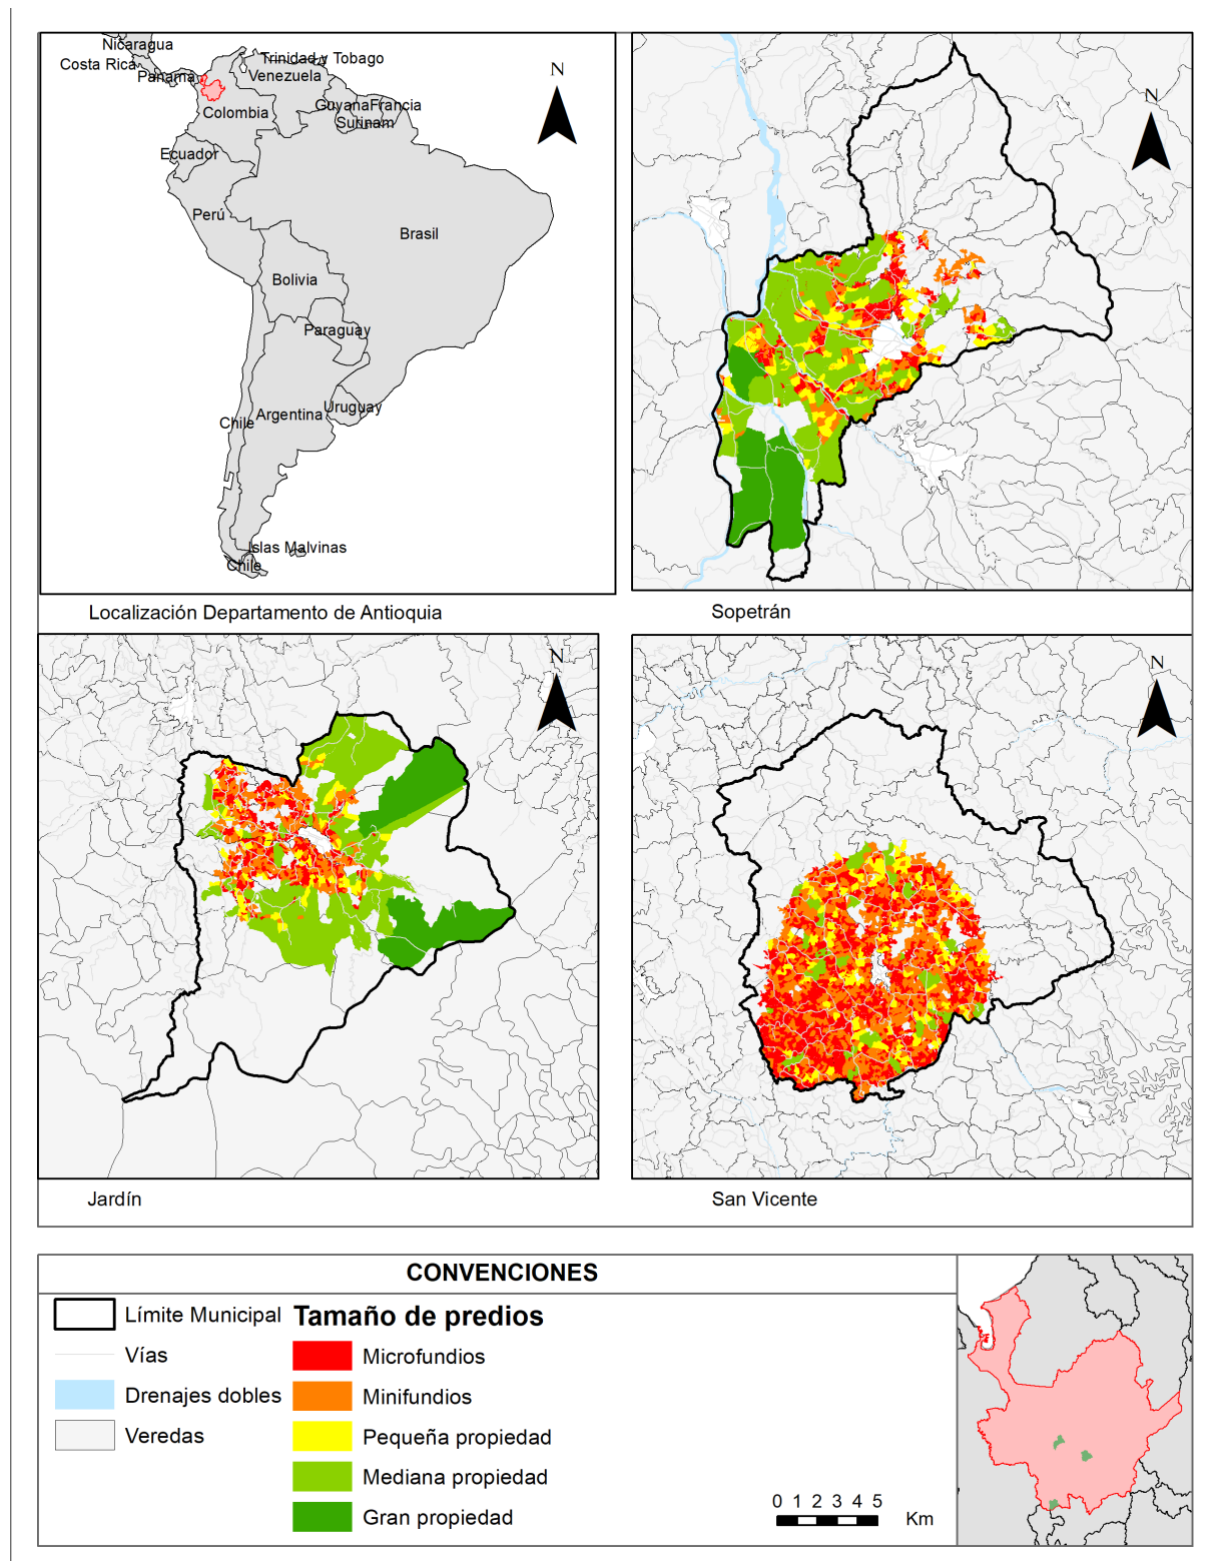 Nicaragua
Costa Rica
Panama
Trinidad y Tobago
Venezuela
Colombia
Guyana
Francia
Surinam
Ecuador
Perú
Brasil
Bolivia
Paraguay
Chile
Argentina
Uruguay
Islas Malvinas
Chile
N
N
Localización Departamento de Antioquia
Sopetrán
N
N
Jardín
San Vicente
CONVENCIONES
Límite Municipal
Vías
Drenajes dobles
Veredas
Tamaño de predios
Microfundios
Minifundios
Pequeña propiedad
Mediana propiedad
Gran propiedad
0 1 2 3 4 5
Km